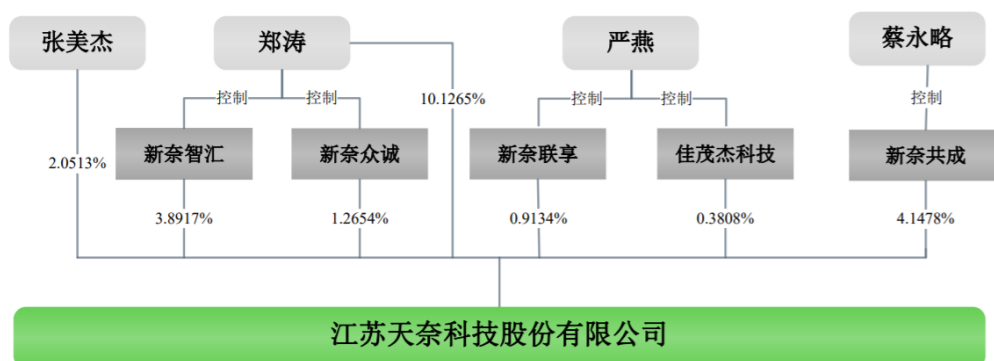 张美杰
郑涛
严燕
蔡永略
控制
控制
10.1265%
控制
控制
控制
2.0513%
新奈智汇
新奈众诚
新奈联享
佳茂杰科技
新奈共成
3.8917%
1.2654%
0.9134%
0.3808%
4.1478%
江苏天奈科技股份有限公司